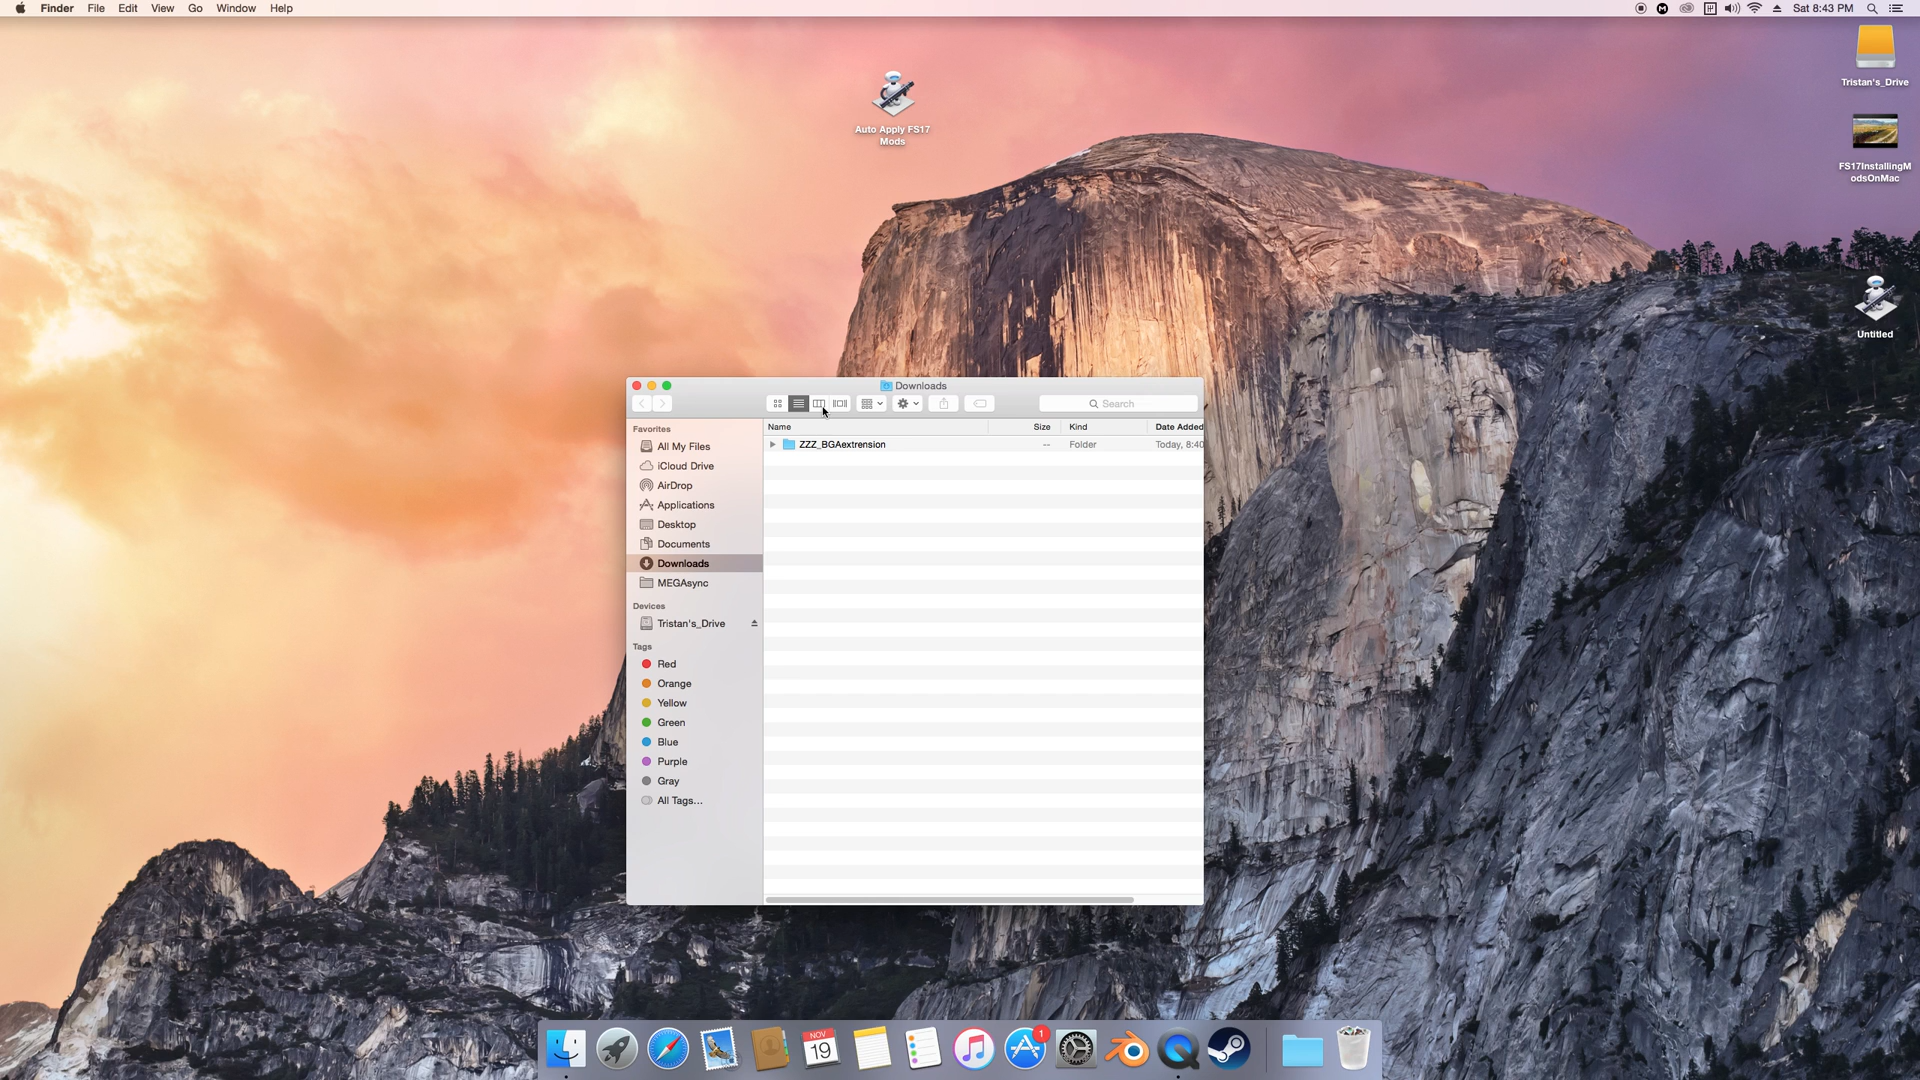 Finder File Edit View Go Window Help
Sat 8:43 PM
Tristan's_Drive
Auto Apply FS17
Mods
FS17InstallingM
odsOnMac
Untitled
Downloads
Search
Favorites
All My Files
iCloud Drive
AirDrop
Applications
Desktop
Documents
Downloads
MEGAsync
Devices
Tristan's_Drive
Tags
Red
Orange
Yellow
Green
Blue
Purple
Gray
All Tags...
Name Size Kind Date Added
ZZZ_BGAextrension -- Folder Today, 8:40
NOV
19
1